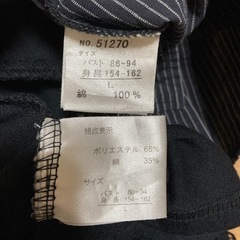 NO. 51270
サイズ
バスト 86~94
身長 154-162
L
綿 100%
組成表示
ポリエステル 65%
綿 35%
サイズ
バスト 86~94
身長 154-162
L